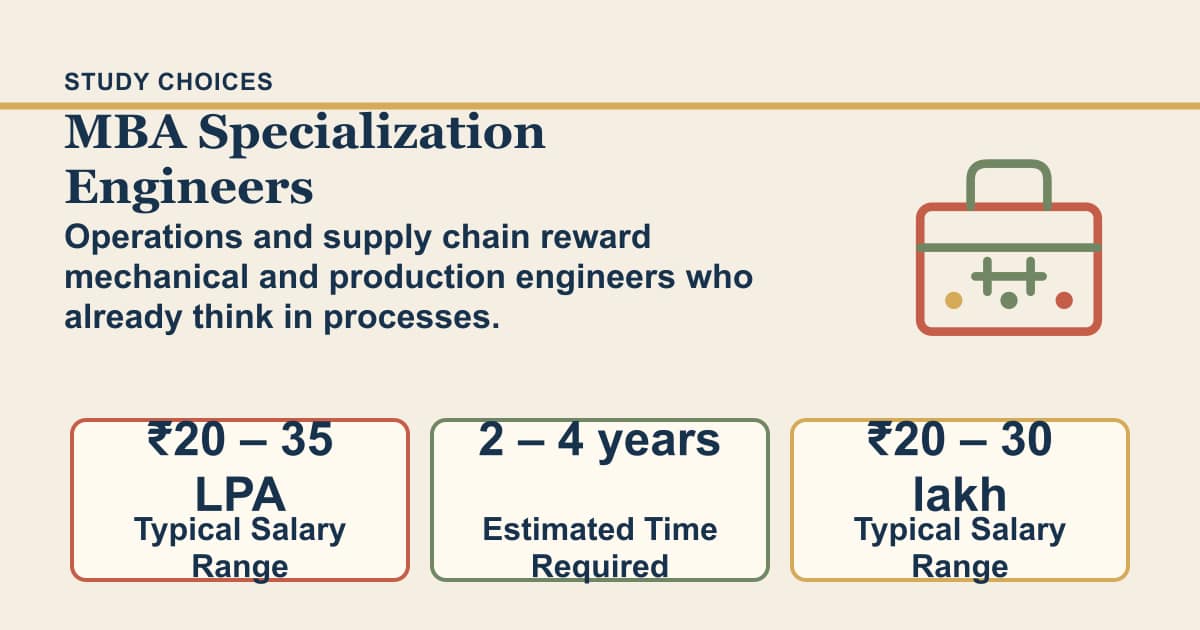 STUDY CHOICES
MBA Specialization
Engineers
Operations and supply chain reward
mechanical and production engineers who
already think in processes.
₹20 – 35
LPA
Typical Salary
Range
2 – 4 years
Estimated Time
Required
₹20 – 30
lakh
Typical Salary
Range